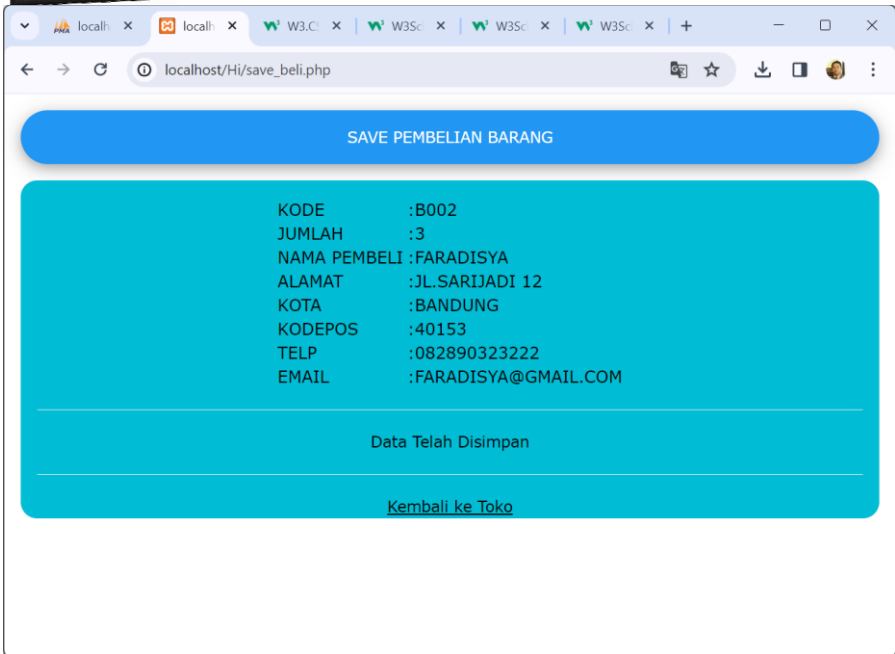 localh
localh
W3.C
W3Sc
W3Sc
W3Sc
localhost/Hi/save_beli.php
SAVE PEMBELIAN BARANG
KODE :B002
JUMLAH :3
NAMA PEMBELI :FARADISYA
ALAMAT :JL.SARIJADI 12
KOTA :BANDUNG
KODEPOS :40153
TELP :082890323222
EMAIL :FARADISYA@GMAIL.COM
Data Telah Disimpan
Kembali ke Toko